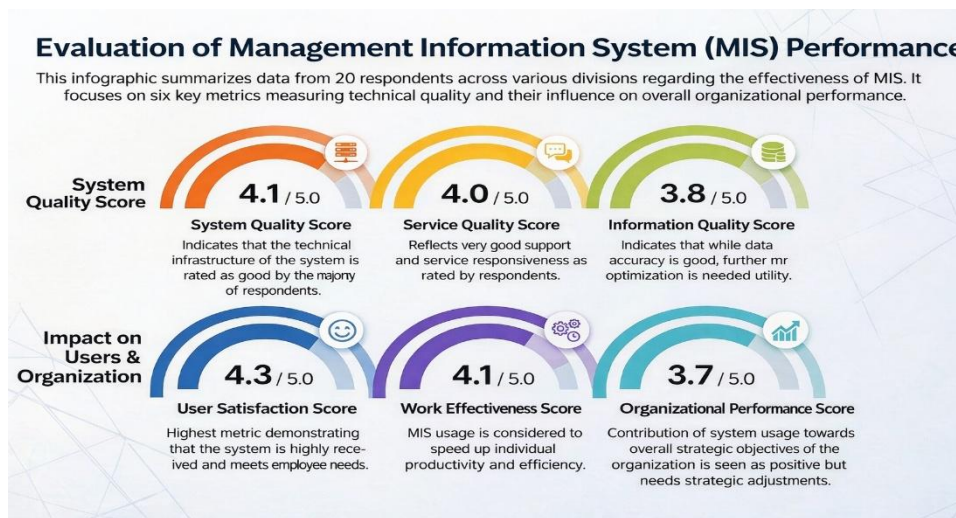 Evaluation of Management Information System (MIS) Performance
This infographic summarizes data from 20 respondents across various divisions regarding the effectiveness of MIS. It
focuses on six key metrics measuring technical quality and their influence on overall organizational performance.
System
Quality Score
4.1 / 5.0
System Quality Score
Indicates that the technical
infrastructure of the system is
rated as good by the majony
of respondents.
4.0 / 5.0
Service Quality Score
Reflects very good support
and service responsiveness as
rated by respondents.
3.8 / 5.0
Information Quality Score
Indicates that while data
accuracy is good, further mr
optimization is needed utility.
Impact on
Users &
Organization
4.3 / 5.0
User Satisfaction Score
Highest metric demonstrating
that the system is highly rece-
ived and meets employee needs.
4.1 / 5.0
Work Effectiveness Score
MIS usage is considered to
speed up individual
productivity and efficiency.
3.7 / 5.0
Organizational Performance Score
Contribution of system usage towards
overall strategic objectives of the
organization is seen as positive but
needs strategic adjustments.